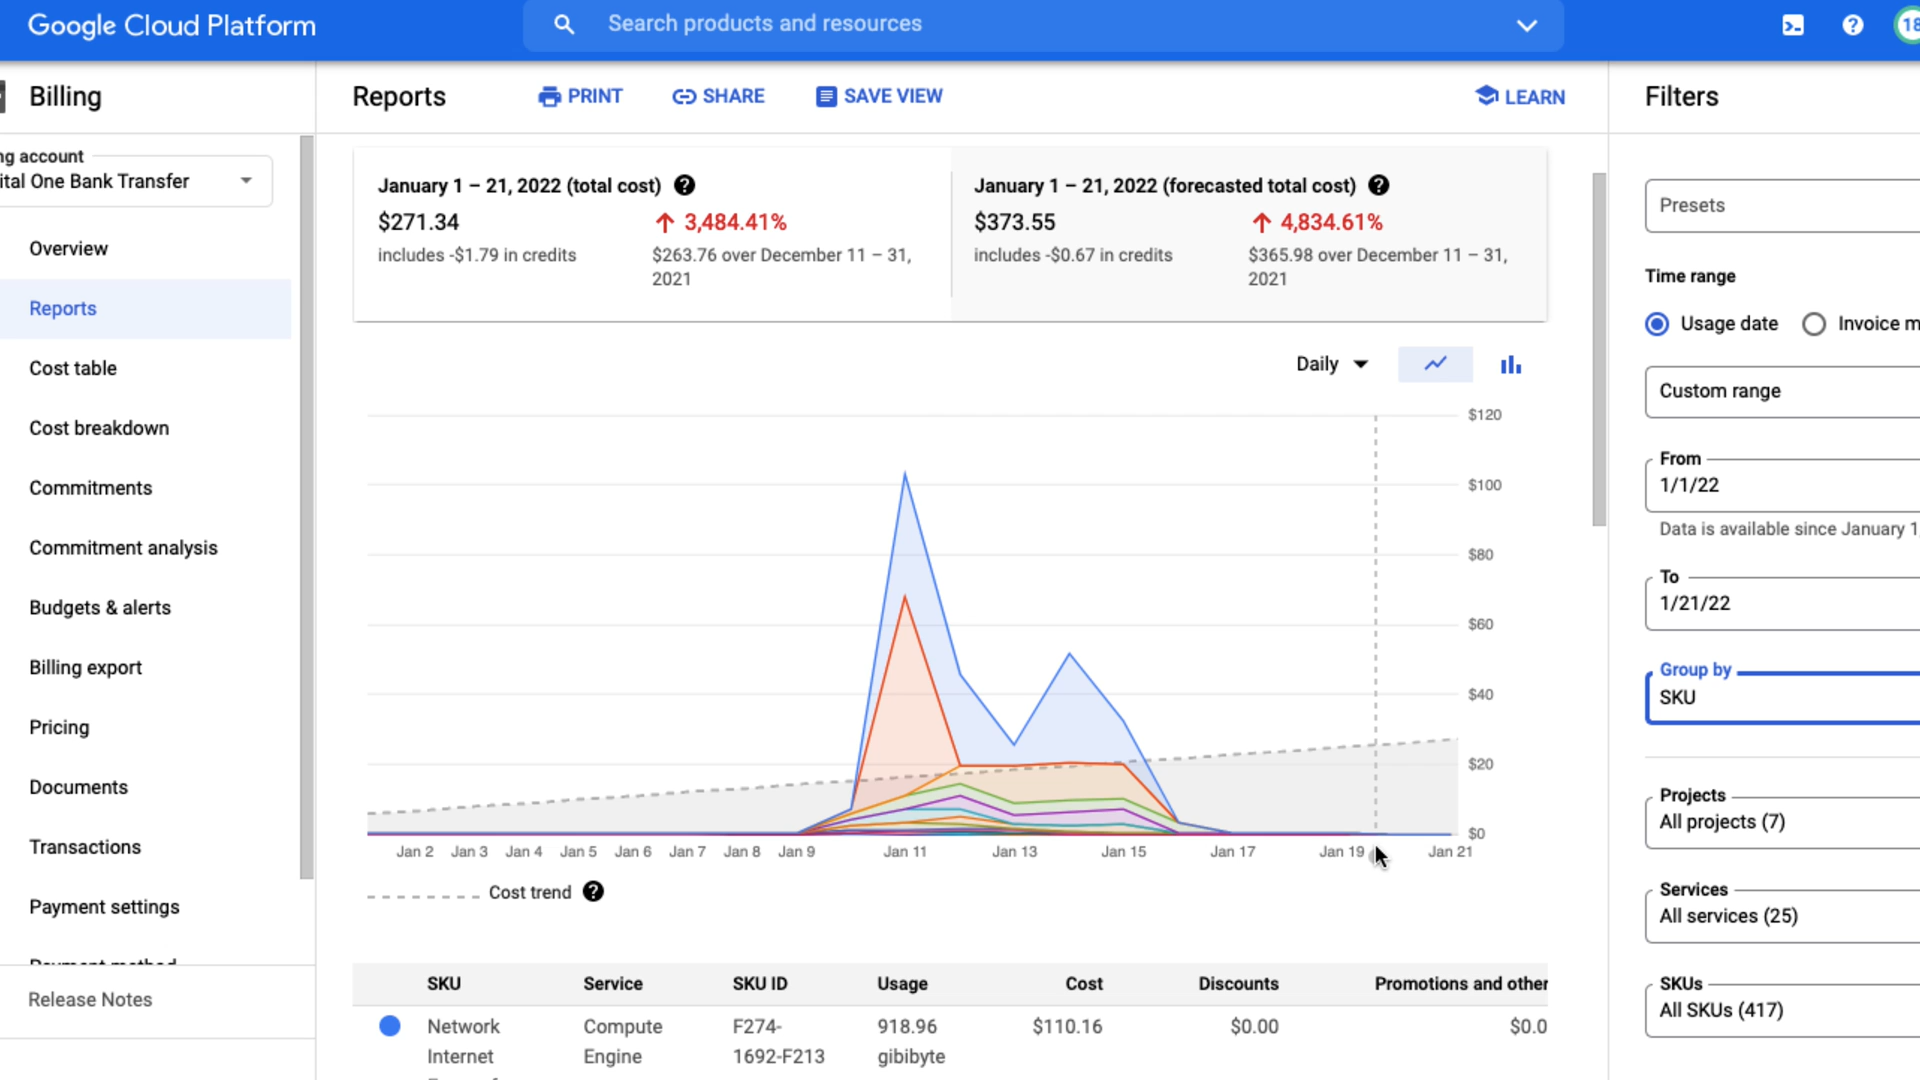 Google Cloud Platform
Search products and resources
18
Billing
Reports
PRINT
SHARE
SAVE VIEW
LEARN
Filters
ng account
ital One Bank Transfer
Overview
Reports
Cost table
Cost breakdown
Commitments
Commitment analysis
Budgets & alerts
Billing export
Pricing
Documents
Transactions
Payment settings
Payment method
Release Notes
January 1 – 21, 2022 (total cost)
$271.34
3,484.41%
includes -$1.79 in credits
$263.76 over December 11 – 31,
2021
January 1 – 21, 2022 (forecasted total cost)
$373.55
4,834.61%
includes -$0.67 in credits
$365.98 over December 11 – 31,
2021
Daily
$120
$100
$80
$60
$40
$20
$0
Jan 2 Jan 3 Jan 4 Jan 5 Jan 6 Jan 7 Jan 8 Jan 9 Jan 11 Jan 13 Jan 15 Jan 17 Jan 19 Jan 21
Cost trend
SKU Service SKU ID Usage Cost Discounts Promotions and other
Network Compute F274- 918.96 $110.16 $0.00 $0.0
Internet Engine 1692-F213 gibibyte
Presets
Time range
Usage date
Invoice m
Custom range
From
1/1/22
Data is available since January 1,
To
1/21/22
Group by
SKU
Projects
All projects (7)
Services
All services (25)
SKUs
All SKUs (417)